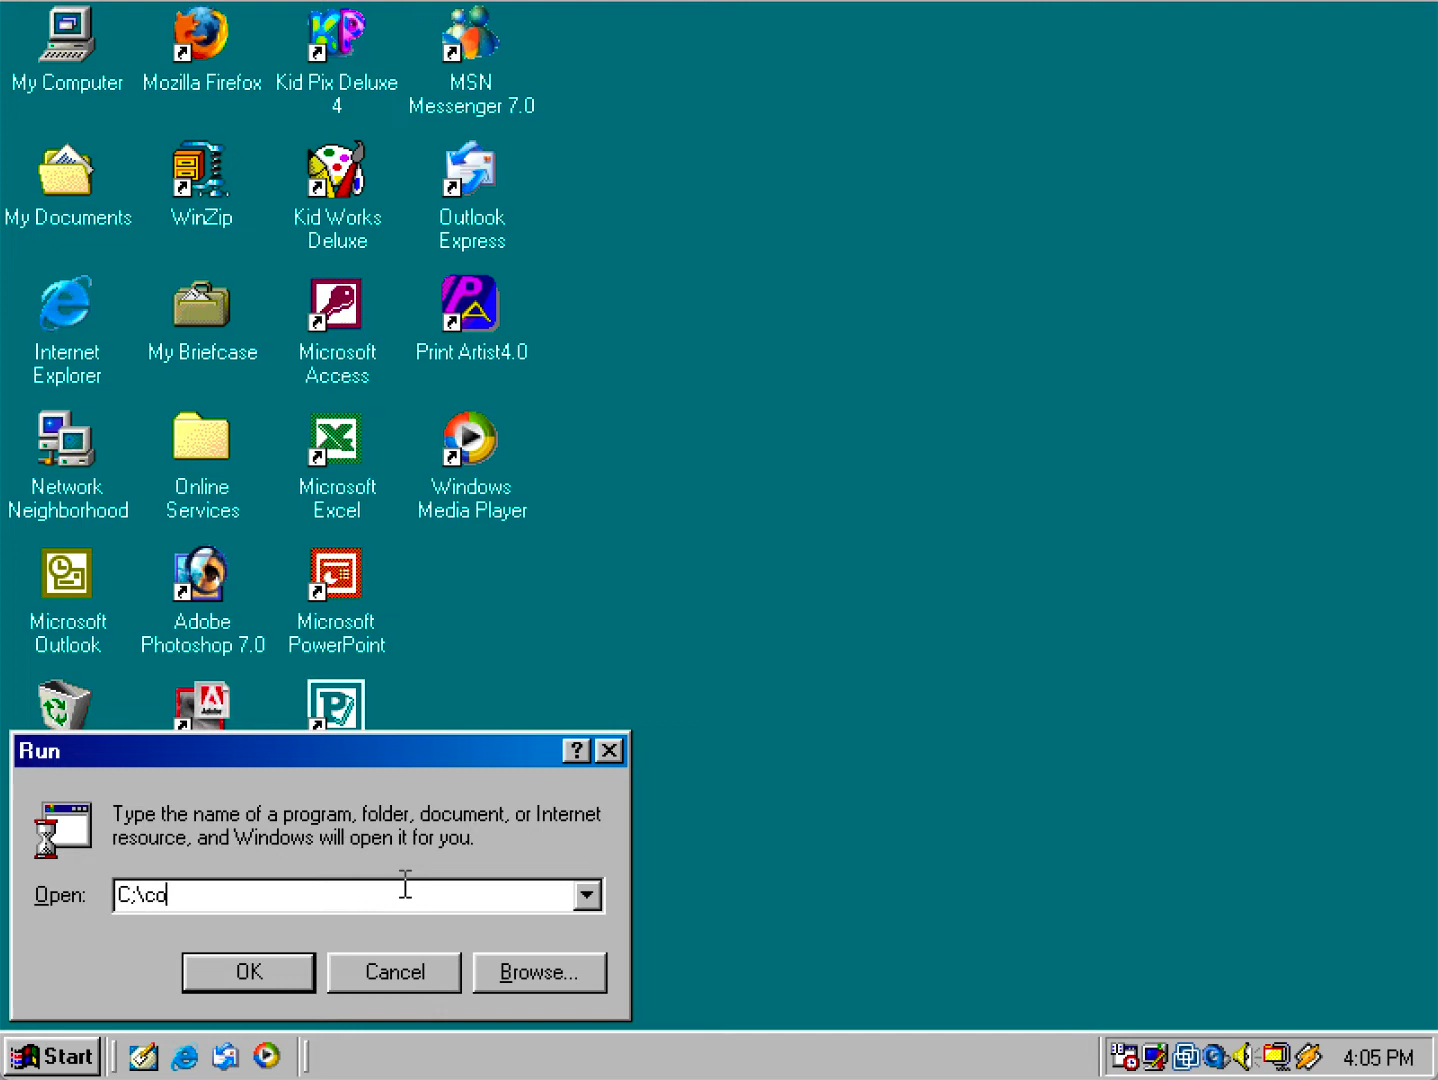 My Computer
Mozilla Firefox
Kid Pix Deluxe
4
MSN
Messenger 7.0
My Documents
WinZip
Kid Works
Deluxe
Outlook
Express
Internet
Explorer
My Briefcase
Microsoft
Access
Print Artist4.0
Network
Neighborhood
Online
Services
Microsoft
Excel
Windows
Media Player
Microsoft
Outlook
Adobe
Photoshop 7.0
Microsoft
PowerPoint
Run
Type the name of a program, folder, document, or Internet
resource, and Windows will open it for you.
Open:
C;\co
OK
Cancel
Browse...
Start
4:05 PM